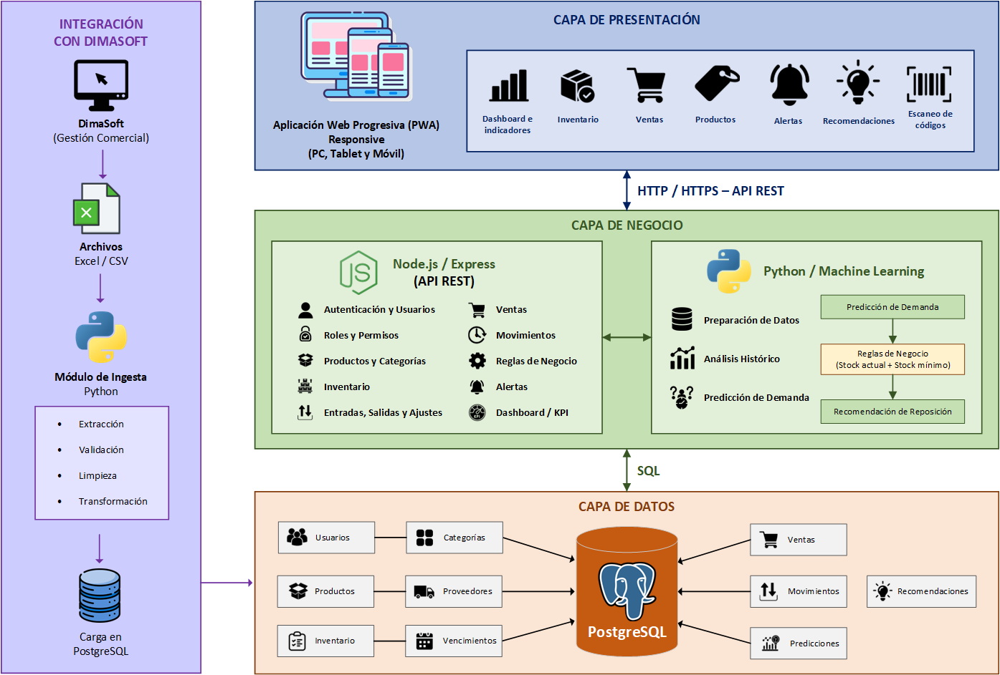 INTEGRACIÓN
CON DIMASOFT
DimaSoft
(Gestión Comercial)
Archivos
Excel / CSV
Módulo de Ingesta
Python
• Extracción
• Validación
• Limpieza
• Transformación
Carga en
PostgreSQL
CAPA DE PRESENTACIÓN
Aplicación Web Progresiva (PWA)
Responsive
(PC, Tablet y Móvil)
Dashboard e
indicadores
Inventario
Ventas
Productos
Alertas
Recomendaciones
Escaneo de
códigos
HTTP / HTTPS – API REST
CAPA DE NEGOCIO
JS
Node.js / Express
(API REST)
Autenticación y Usuarios
Roles y Permisos
Productos y Categorías
Inventario
Entradas, Salidas y Ajustes
Ventas
Movimientos
Reglas de Negocio
Alertas
KPI
Dashboard / KPI
Python / Machine Learning
Preparación de Datos
Análisis Histórico
Predicción de Demanda
Predicción de Demanda
Reglas de Negocio
(Stock actual + Stock mínimo)
Recomendación de Reposición
SQL
CAPA DE DATOS
Usuarios
Categorías
Productos
Proveedores
Inventario
Vencimientos
PostgreSQL
Ventas
Movimientos
Recomendaciones
Predicciones